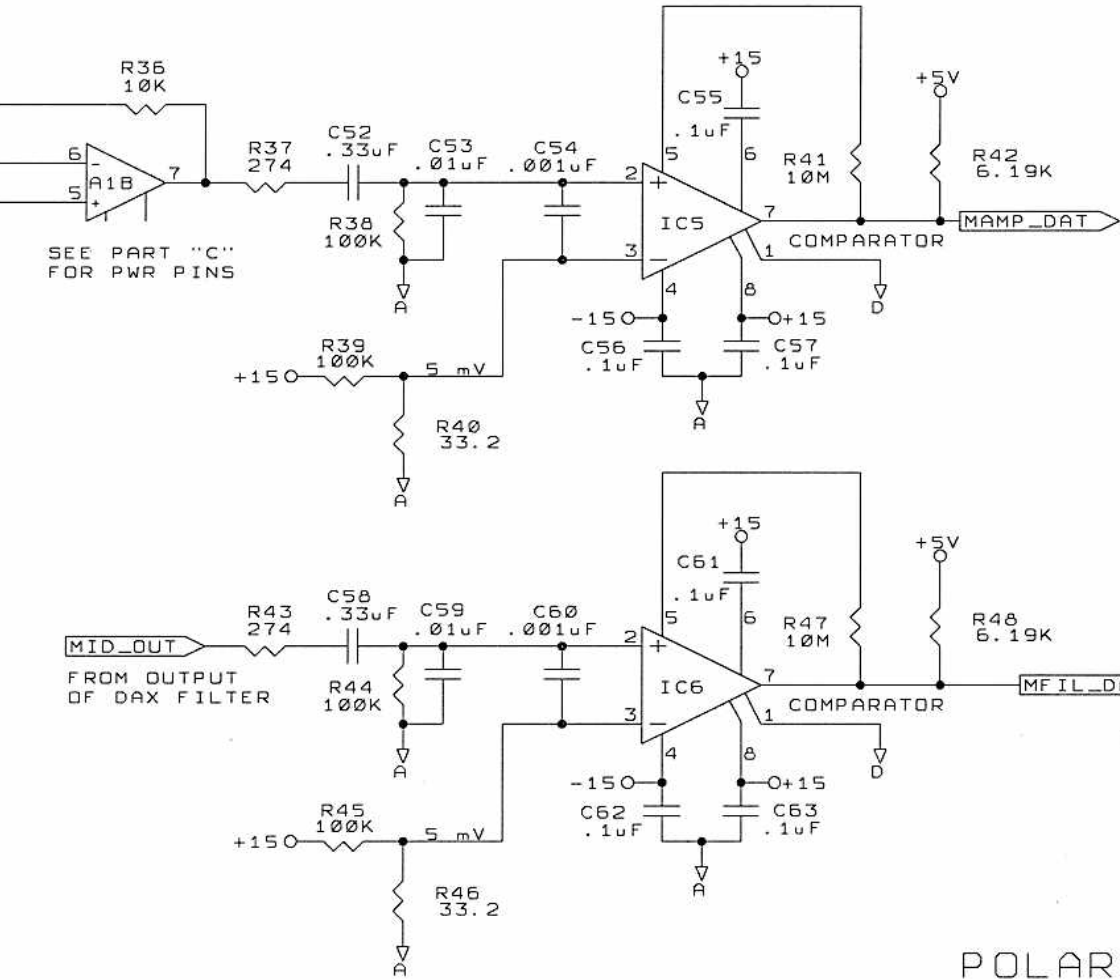 R36
10K
6
-
A1B
7
5
+
SEE PART "C"
FOR PWR PINS
R37
274
C52
.33uF
C53
.01uF
C54
.001uF
R38
100K
A
2
+
3
-
IC5
5
+15
C55
.1uF
6
R41
10M
+5V
R42
6.19K
7
COMPARATOR
1
MAMP_DAT
D
4
8
-15
+15
C56
.1uF
C57
.1uF
A
R39
100K
+15
5 mV
R40
33.2
A
MID_OUT
FROM OUTPUT
OF DAX FILTER
R43
274
C58
.33uF
C59
.01uF
C60
.001uF
R44
100K
A
2
+
3
-
IC6
5
+15
C61
.1uF
6
R47
10M
+5V
R48
6.19K
7
COMPARATOR
1
MFIL_D
D
4
8
-15
+15
C62
.1uF
C63
.1uF
A
R45
100K
+15
5 mV
R46
33.2
A
POLAR